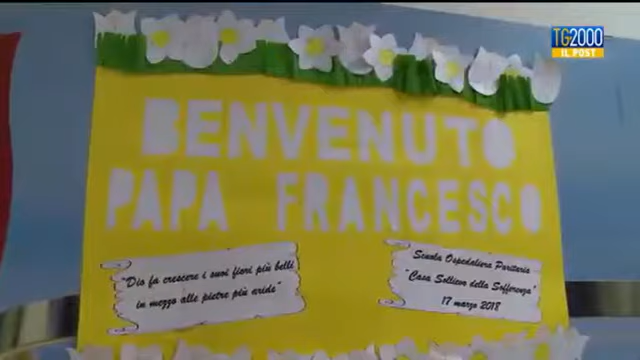 TG2000
IL POST
BENVENUTO
PAPA FRANCESCO
"Dio fa crescere i suoi fiori più belli
in mezzo alle pietre più aride"
Scuola Ospedaliera Paritaria
"Casa Sollievo della Sofferenza"
17 marzo 2018